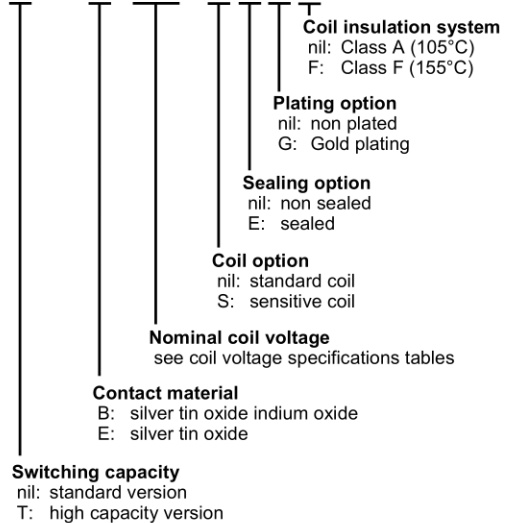 Coil insulation system
nil: Class A (105°C)
F: Class F (155°C)
Plating option
nil: non plated
G: Gold plating
Sealing option
nil: non sealed
E: sealed
Coil option
nil: standard coil
S: sensitive coil
Nominal coil voltage
see coil voltage specifications tables
Contact material
B: silver tin oxide indium oxide
E: silver tin oxide
Switching capacity
nil: standard version
T: high capacity version